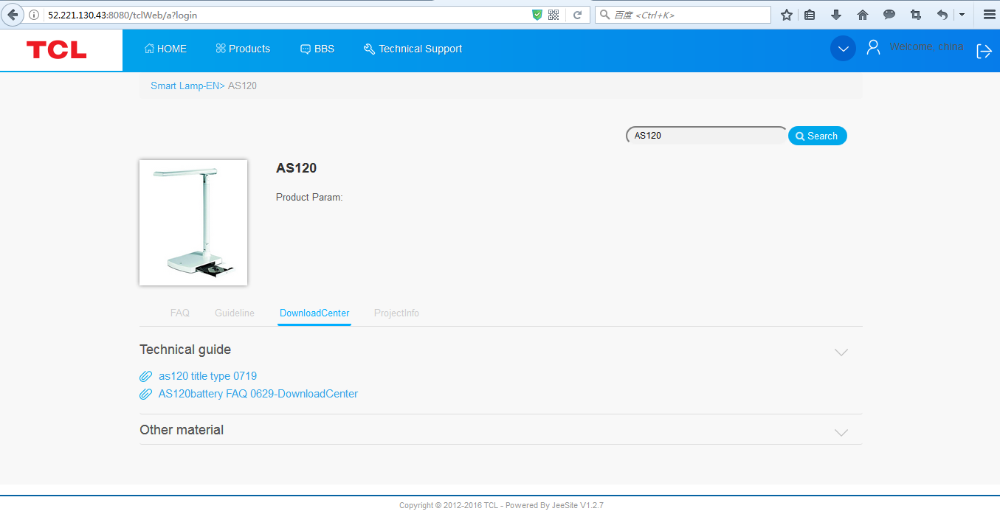 52.221.130.43:8080/tclWeb/a?login
百度 <Ctrl+K>
TCL
HOME
Products
BBS
Technical Support
Welcome, china
Smart Lamp-EN> AS120
AS120
Search
AS120
Product Param:
FAQ
Guideline
DownloadCenter
ProjectInfo
Technical guide
as120 title type 0719
AS120battery FAQ 0629-DownloadCenter
Other material
Copyright © 2012-2016 TCL - Powered By JeeSite V1.2.7